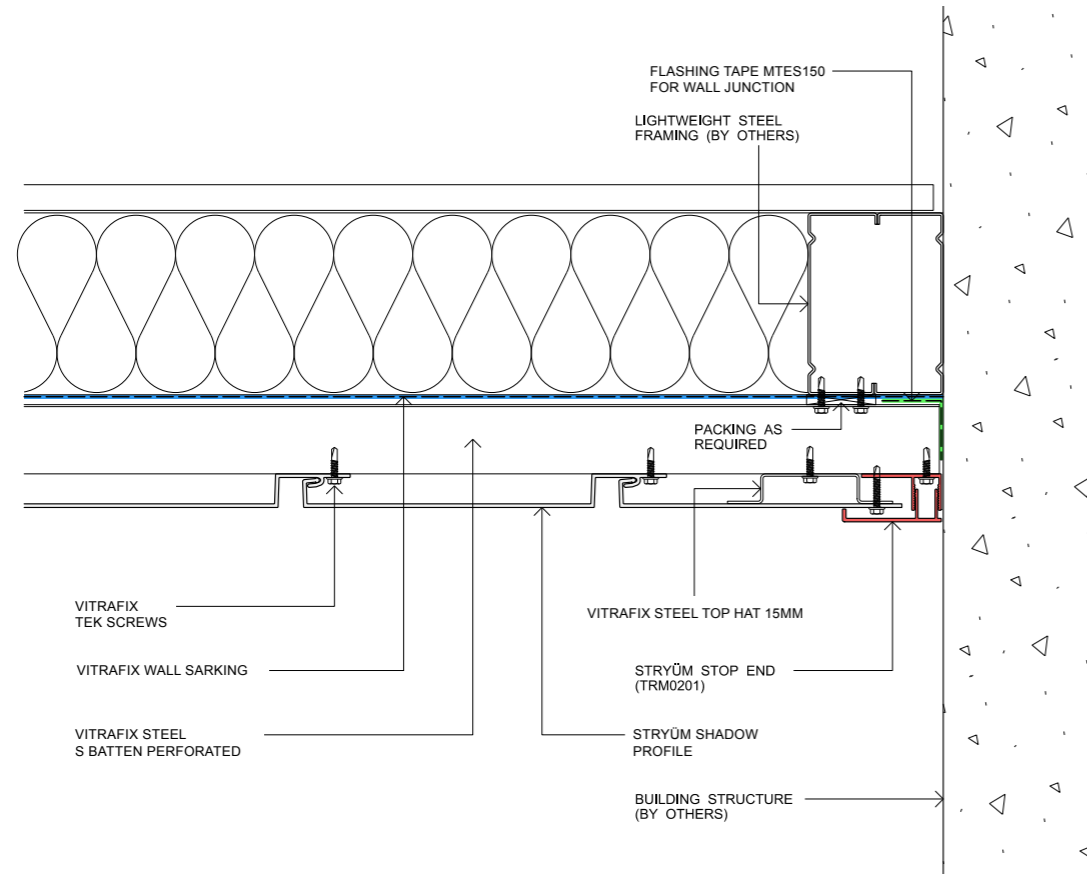 FLASHING TAPE MTES150
FOR WALL JUNCTION
LIGHTWEIGHT STEEL
FRAMING (BY OTHERS)
PACKING AS
REQUIRED
VITRAFIX
TEK SCREWS
VITRAFIX STEEL TOP HAT 15MM
VITRAFIX WALL SARKING
STRYÜM STOP END
(TRM0201)
VITRAFIX STEEL
S BATTEN PERFORATED
STRYÜM SHADOW
PROFILE
BUILDING STRUCTURE
(BY OTHERS)